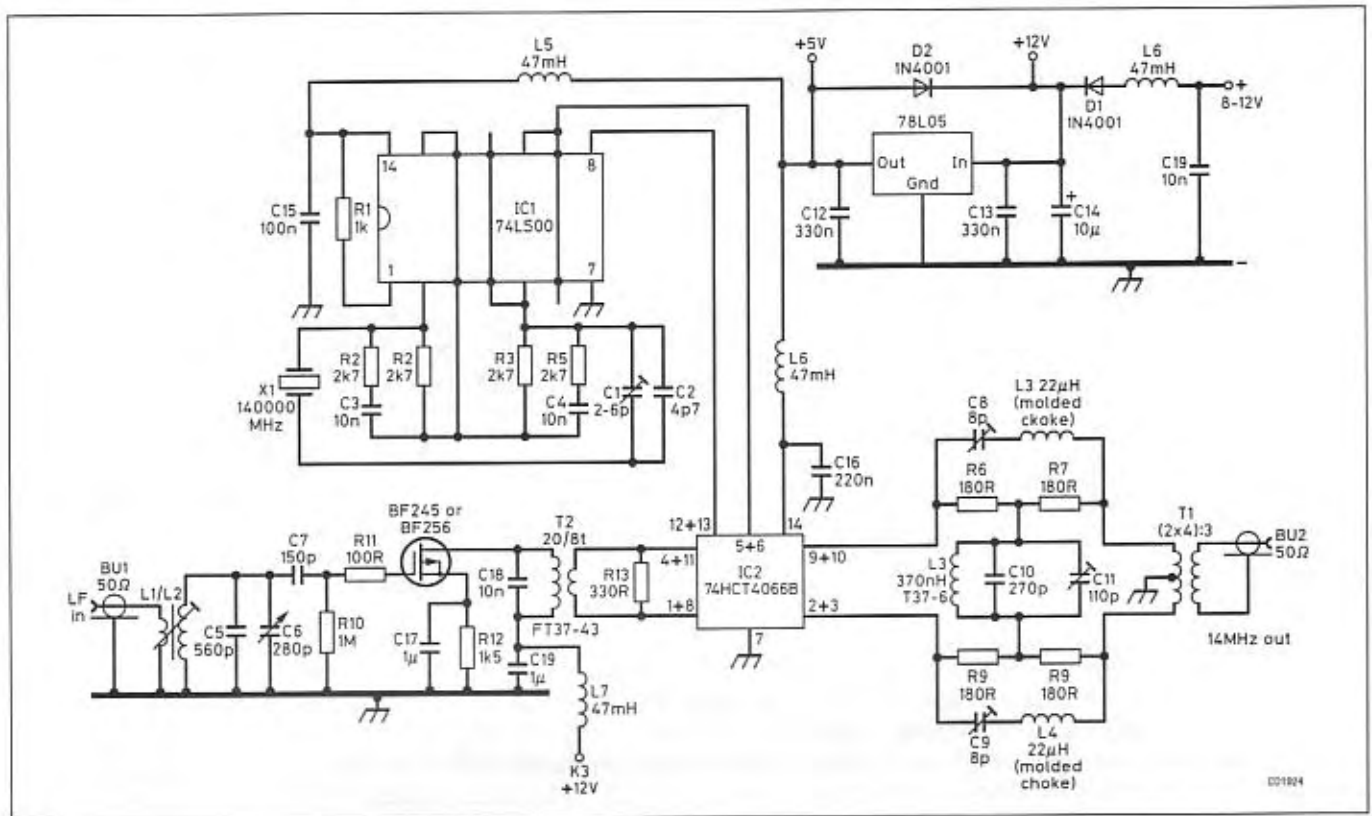 L5
47mH
+5V
D2
1N4001
+12V
L6
47mH
+
8-12V
D1
1N4001
78L05
Out
In
Gnd
C19
10n
C12
330n
C13
330n
+
C14
10µ
-
14
8
C15
100n
R1
1k
IC1
74LS00
1
7
R2
2k7
R2
2k7
R3
2k7
R5
2k7
C1
2-6p
C2
4p7
X1
140000
MHz
C3
10n
C4
10n
L6
47mH
C16
220n
L3 22µH
(molded
ckoke)
C8
8p
R6
180R
R7
180R
BF245 or
BF256
T2
20/81
12+13
4+11
5+6
14
9+10
IC2
74HCT4066B
1+8
2+3
7
C7
150p
R11
100R
C18
10n
R13
330R
L3
370nH
T37-6
C10
270p
C11
110p
T1
(2x4):3
BU2
50Ω
BU1
50Ω
LF
in
L1/L2
C5
560p
C6
280p
R10
1M
C17
1µ
R12
1k5
FT37-43
C19
1µ
L7
47mH
K3
+12V
14MHz out
R9
180R
R9
180R
C9
8p
L4
22µH
(molded
choke)
CD1924